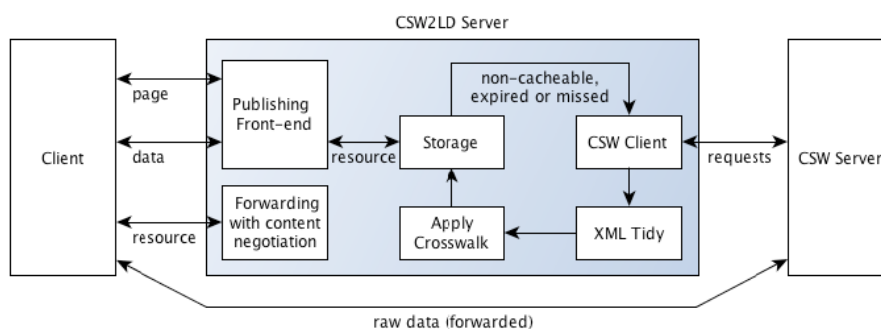 CSW2LD Server
Client
page
data
resource
Publishing
Front-end
Forwarding
with content
negotiation
resource
Storage
non-cacheable,
expired or missed
CSW Client
Apply
Crosswalk
XML Tidy
requests
CSW Server
raw data (forwarded)